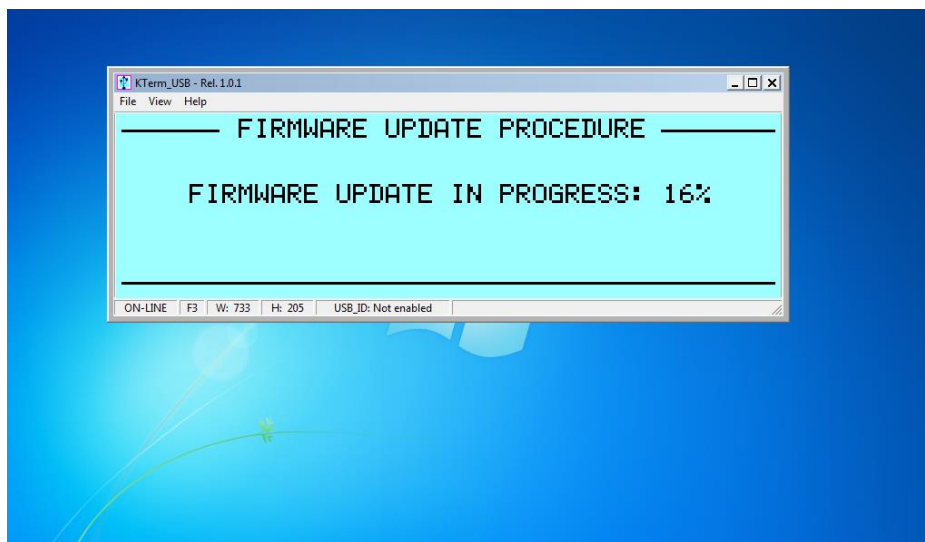 KTerm_USB - Rel. 1.0.1
File View Help
FIRMWARE UPDATE PROCEDURE
FIRMWARE UPDATE IN PROGRESS: 16%
ON-LINE F3 W: 733 H: 205 USB_ID: Not enabled